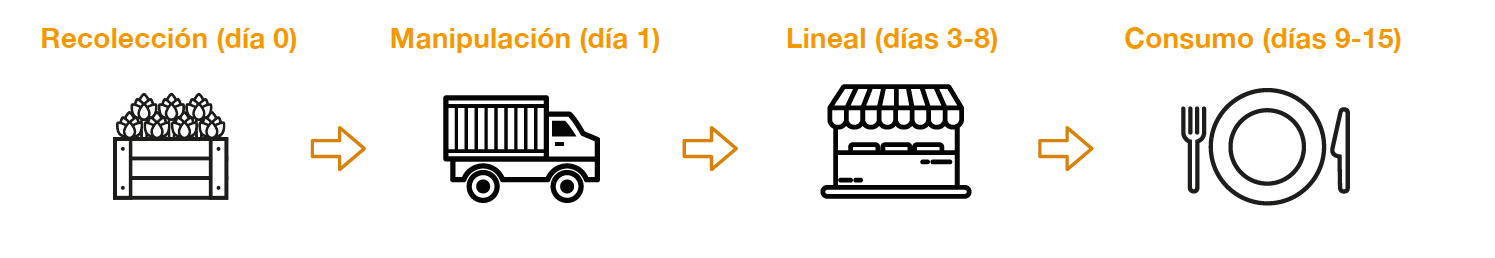 Recolección (día 0)
Manipulación (día 1)
Lineal (días 3-8)
Consumo (días 9-15)